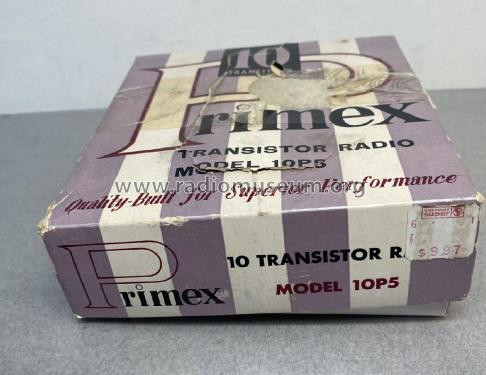 10
TRANSISTOR
Primex
TRANSISTOR RADIO
MODEL 10P5
www.radiomuseum.org
Quality-Built for Superior Performance
super S
$9.97
10 TRANSISTOR RA
Primex
MODEL 10P5